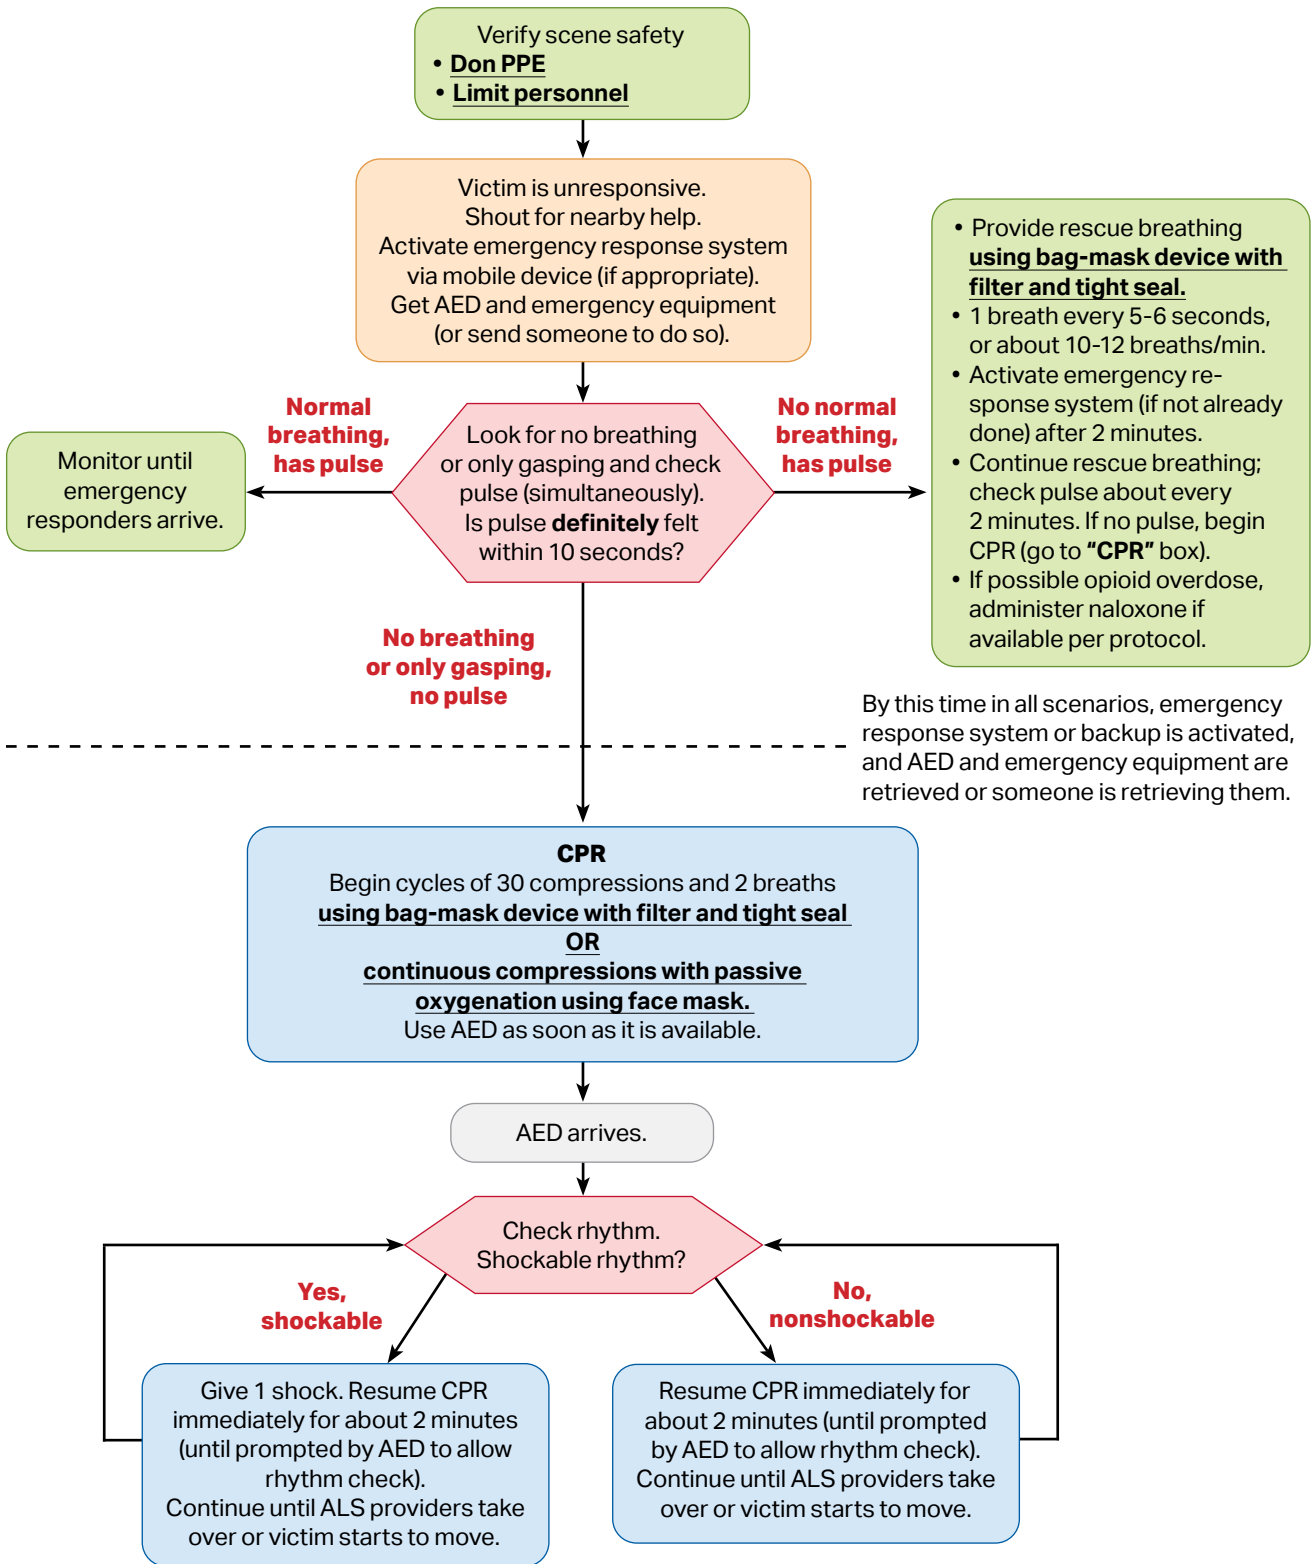 Verify scene safety
• Don PPE
• Limit personnel
Victim is unresponsive.
Shout for nearby help.
Activate emergency response system
via mobile device (if appropriate).
Get AED and emergency equipment
(or send someone to do so).
Normal
breathing,
has pulse
Monitor until
emergency
responders arrive.
Look for no breathing
or only gasping and check
pulse (simultaneously).
Is pulse definitely felt
within 10 seconds?
No normal
breathing,
has pulse
• Provide rescue breathing
using bag-mask device with
filter and tight seal.
• 1 breath every 5-6 seconds,
or about 10-12 breaths/min.
• Activate emergency re-
sponse system (if not already
done) after 2 minutes.
• Continue rescue breathing;
check pulse about every
2 minutes. If no pulse, begin
CPR (go to “CPR” box).
• If possible opioid overdose,
administer naloxone if
available per protocol.
No breathing
or only gasping,
no pulse
By this time in all scenarios, emergency
response system or backup is activated,
and AED and emergency equipment are
retrieved or someone is retrieving them.
CPR
Begin cycles of 30 compressions and 2 breaths
using bag-mask device with filter and tight seal
OR
continuous compressions with passive
oxygenation using face mask.
Use AED as soon as it is available.
AED arrives.
Check rhythm.
Shockable rhythm?
Yes,
shockable
No,
nonshockable
Give 1 shock. Resume CPR
immediately for about 2 minutes
(until prompted by AED to allow
rhythm check).
Continue until ALS providers take
over or victim starts to move.
Resume CPR immediately for
about 2 minutes (until prompted
by AED to allow rhythm check).
Continue until ALS providers take
over or victim starts to move.